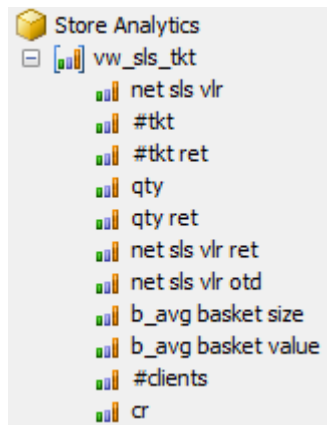 Store Analytics
vw_sls_tkt
net sls vlr
#tkt
#tkt ret
qty
qty ret
net sls vlr ret
net sls vlr otd
b_avg basket size
b_avg basket value
#clients
cr